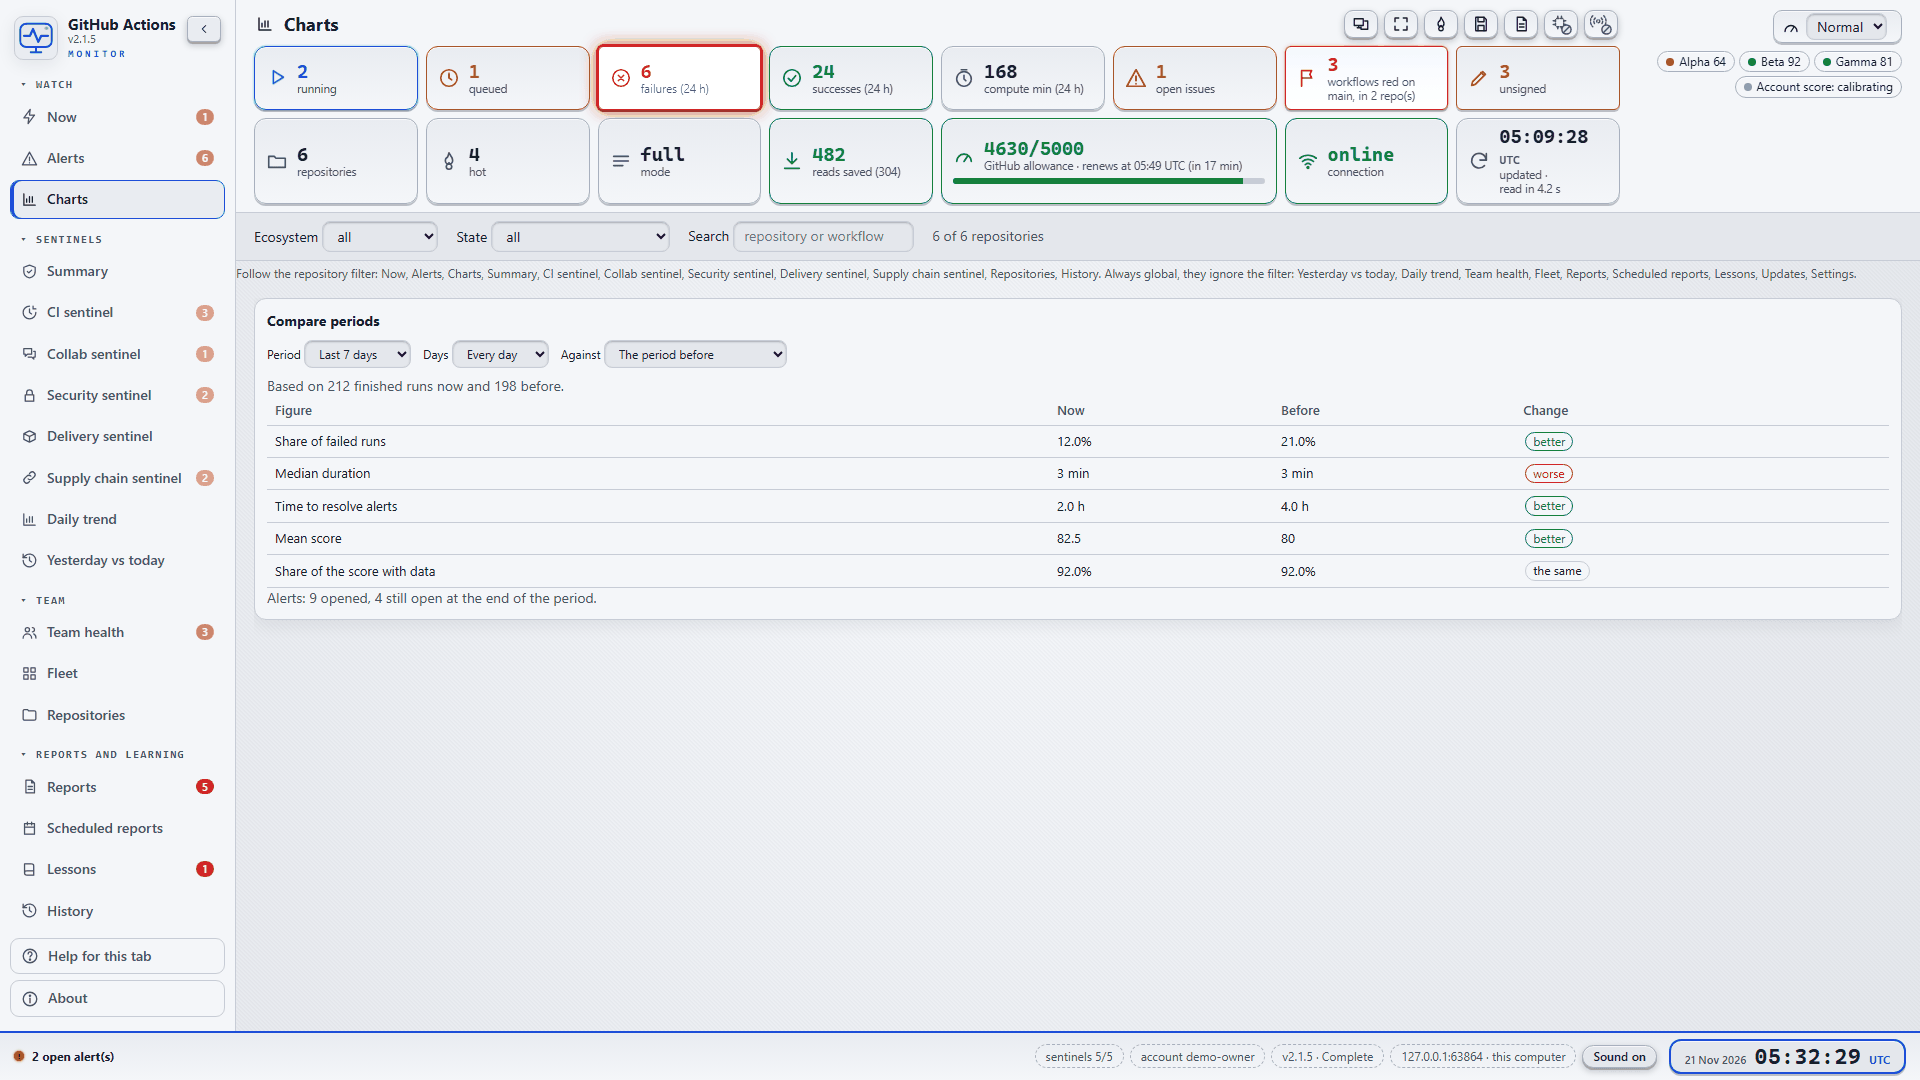 GitHub Actions
v2.1.5
MONITOR
WATCH
Now 1
Alerts 6
Charts
SENTINELS
Summary
CI sentinel 3
Collab sentinel 1
Security sentinel 2
Delivery sentinel
Supply chain sentinel 2
Daily trend
Yesterday vs today
TEAM
Team health 3
Fleet
Repositories
REPORTS AND LEARNING
Reports 5
Scheduled reports
Lessons 1
History
Help for this tab
About
Charts
Normal
2
running
1
queued
6
failures (24 h)
24
successes (24 h)
168
compute min (24 h)
1
open issues
3
workflows red on
main, in 2 repo(s)
3
unsigned
Alpha 64
Beta 92
Gamma 81
Account score: calibrating
6
repositories
4
hot
full
mode
482
reads saved (304)
4630/5000
GitHub allowance · renews at 05:49 UTC (in 17 min)
online
connection
05:09:28
UTC
updated ·
read in 4.2 s
Ecosystem all State all Search repository or workflow 6 of 6 repositories
Follow the repository filter: Now, Alerts, Charts, Summary, CI sentinel, Collab sentinel, Security sentinel, Delivery sentinel, Supply chain sentinel, Repositories, History. Always global, they ignore the filter: Yesterday vs today, Daily trend, Team health, Fleet, Reports, Scheduled reports, Lessons, Updates, Settings.
Compare periods
Period Last 7 days Days Every day Against The period before
Based on 212 finished runs now and 198 before.
Figure Now Before Change
Share of failed runs 12.0% 21.0% better
Median duration 3 min 3 min worse
Time to resolve alerts 2.0 h 4.0 h better
Mean score 82.5 80 better
Share of the score with data 92.0% 92.0% the same
Alerts: 9 opened, 4 still open at the end of the period.
2 open alert(s)
sentinels 5/5
account demo-owner
v2.1.5 · Complete
127.0.0.1:63864 · this computer
Sound on
21 Nov 2026 05:32:29 UTC